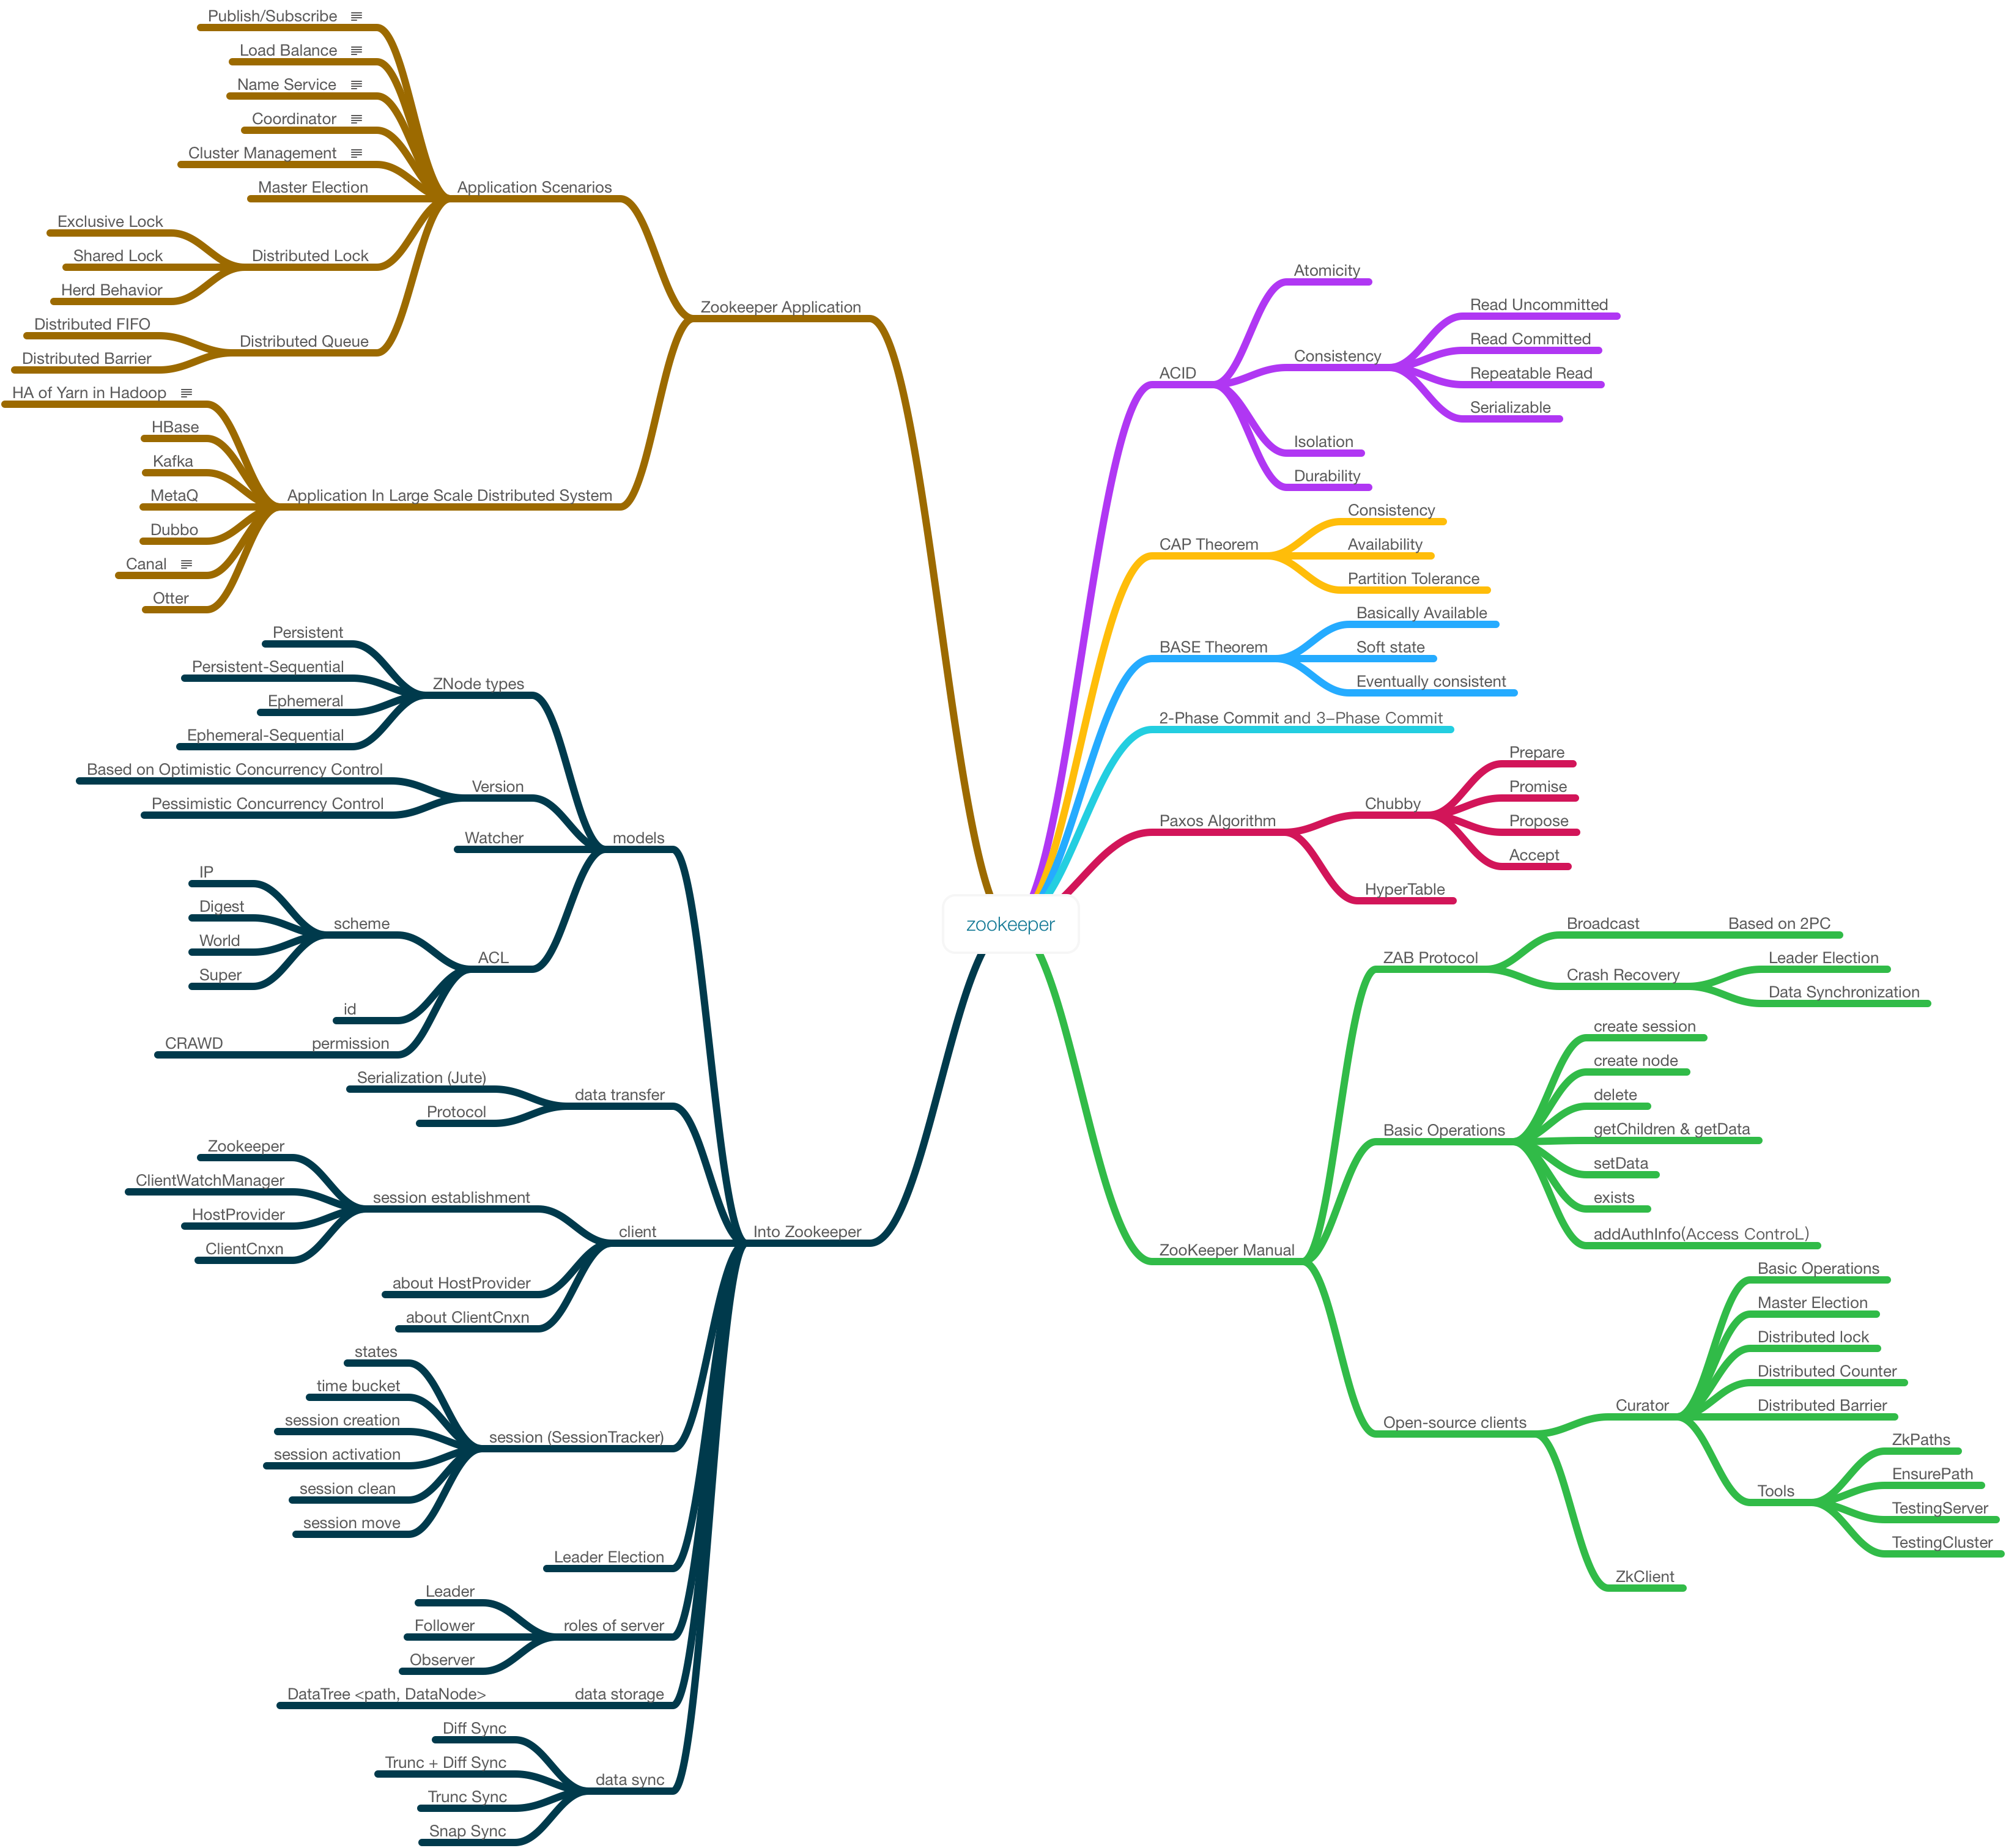 zookeeper
ACID
Atomicity
Consistency
Read Uncommitted
Read Committed
Repeatable Read
Serializable
Isolation
Durability
CAP Theorem
Consistency
Availability
Partition Tolerance
BASE Theorem
Basically Available
Soft state
Eventually consistent
2-Phase Commit and 3–Phase Commit
Paxos Algorithm
Chubby
Prepare
Promise
Propose
Accept
HyperTable
ZooKeeper Manual
ZAB Protocol
Broadcast
Based on 2PC
Crash Recovery
Leader Election
Data Synchronization
Basic Operations
create session
create node
delete
getChildren & getData
setData
exists
addAuthInfo(Access ControL)
Open-source clients
Curator
Basic Operations
Master Election
Distributed lock
Distributed Counter
Distributed Barrier
Tools
ZkPaths
EnsurePath
TestingServer
TestingCluster
ZkClient
Zookeeper Application
Application Scenarios
Publish/Subscribe
Load Balance
Name Service
Coordinator
Cluster Management
Master Election
Distributed Lock
Exclusive Lock
Shared Lock
Herd Behavior
Distributed Queue
Distributed FIFO
Distributed Barrier
Application In Large Scale Distributed System
HA of Yarn in Hadoop
HBase
Kafka
MetaQ
Dubbo
Canal
Otter
Into Zookeeper
models
ZNode types
Persistent
Persistent-Sequential
Ephemeral
Ephemeral-Sequential
Version
Based on Optimistic Concurrency Control
Pessimistic Concurrency Control
Watcher
ACL
scheme
IP
Digest
World
Super
id
permission
CRAWD
data transfer
Serialization (Jute)
Protocol
client
session establishment
Zookeeper
ClientWatchManager
HostProvider
ClientCnxn
about HostProvider
about ClientCnxn
session (SessionTracker)
states
time bucket
session creation
session activation
session clean
session move
Leader Election
roles of server
Leader
Follower
Observer
data storage
DataTree <path, DataNode>
data sync
Diff Sync
Trunc + Diff Sync
Trunc Sync
Snap Sync